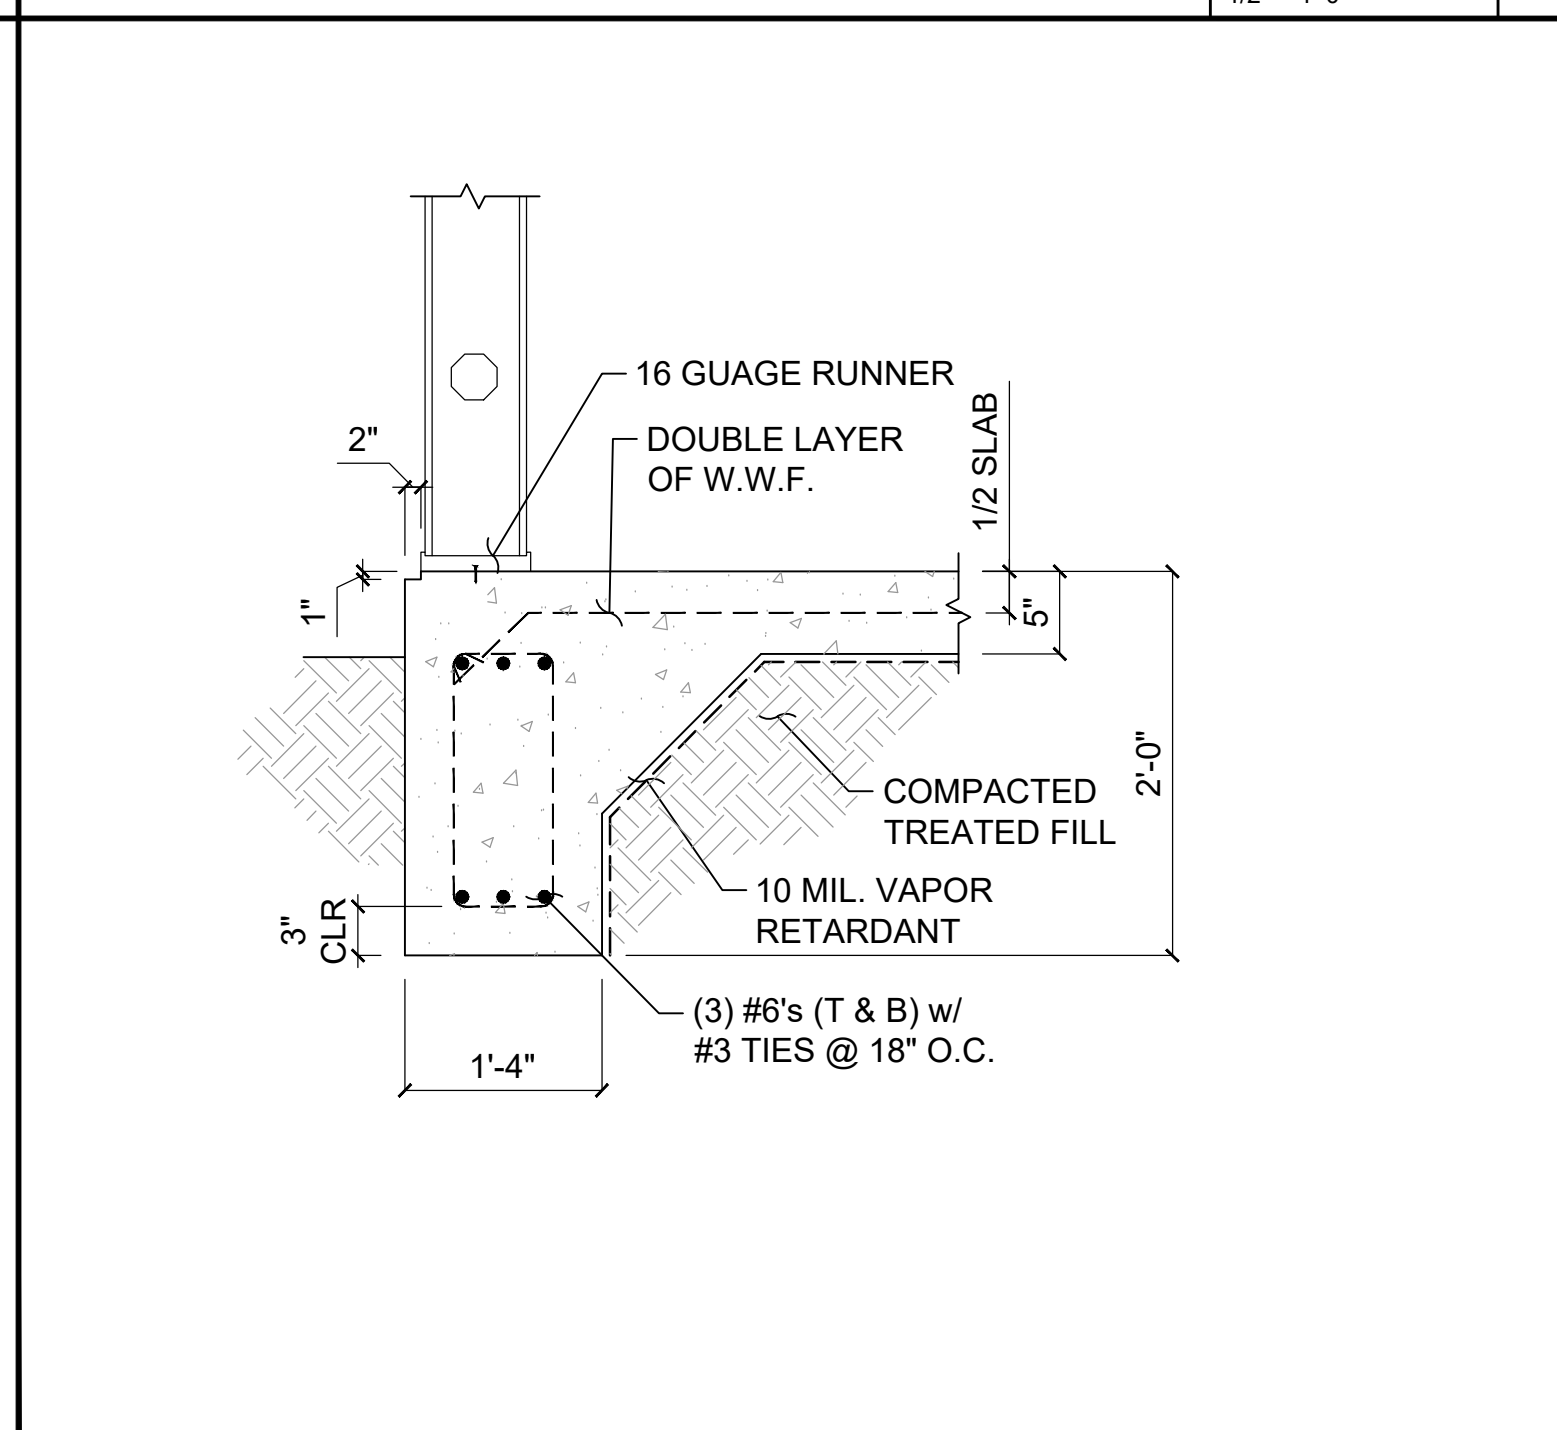 16 GUAGE RUNNER
DOUBLE LAYER
OF W.W.F.
1/2 SLAB
2"
1"
5"
2'-0"
COMPACTED
TREATED FILL
10 MIL. VAPOR
RETARDANT
3"
CLR
(3) #6's (T & B) w/
#3 TIES @ 18" O.C.
1'-4"